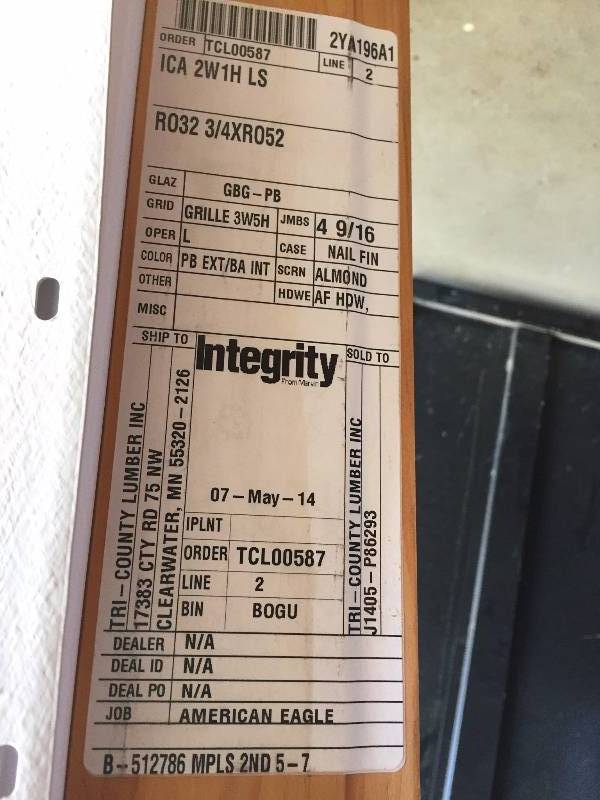 2YA196A1
ORDER TCL00587 LINE 2
ICA 2W1H LS
RO32 3/4XRO52
GLAZ GBG-PB
GRID GRILLE 3W5H JMBS 4 9/16
OPER L CASE NAIL FIN
COLOR PB EXT/BA INT SCRN ALMOND
OTHER HDWE AF HDW,
MISC
SHIP TO
TRI-COUNTY LUMBER INC
17383 CTY RD 75 NW
CLEARWATER, MN 55320-2126
Integrity
From Marvin
07-May-14
IPLNT
ORDER TCL00587
LINE 2
BIN BOGU
SOLD TO
TRI-COUNTY LUMBER INC
J1405-P86293
DEALER N/A
DEAL ID N/A
DEAL PO N/A
JOB AMERICAN EAGLE
B-512786 MPLS 2ND 5-7